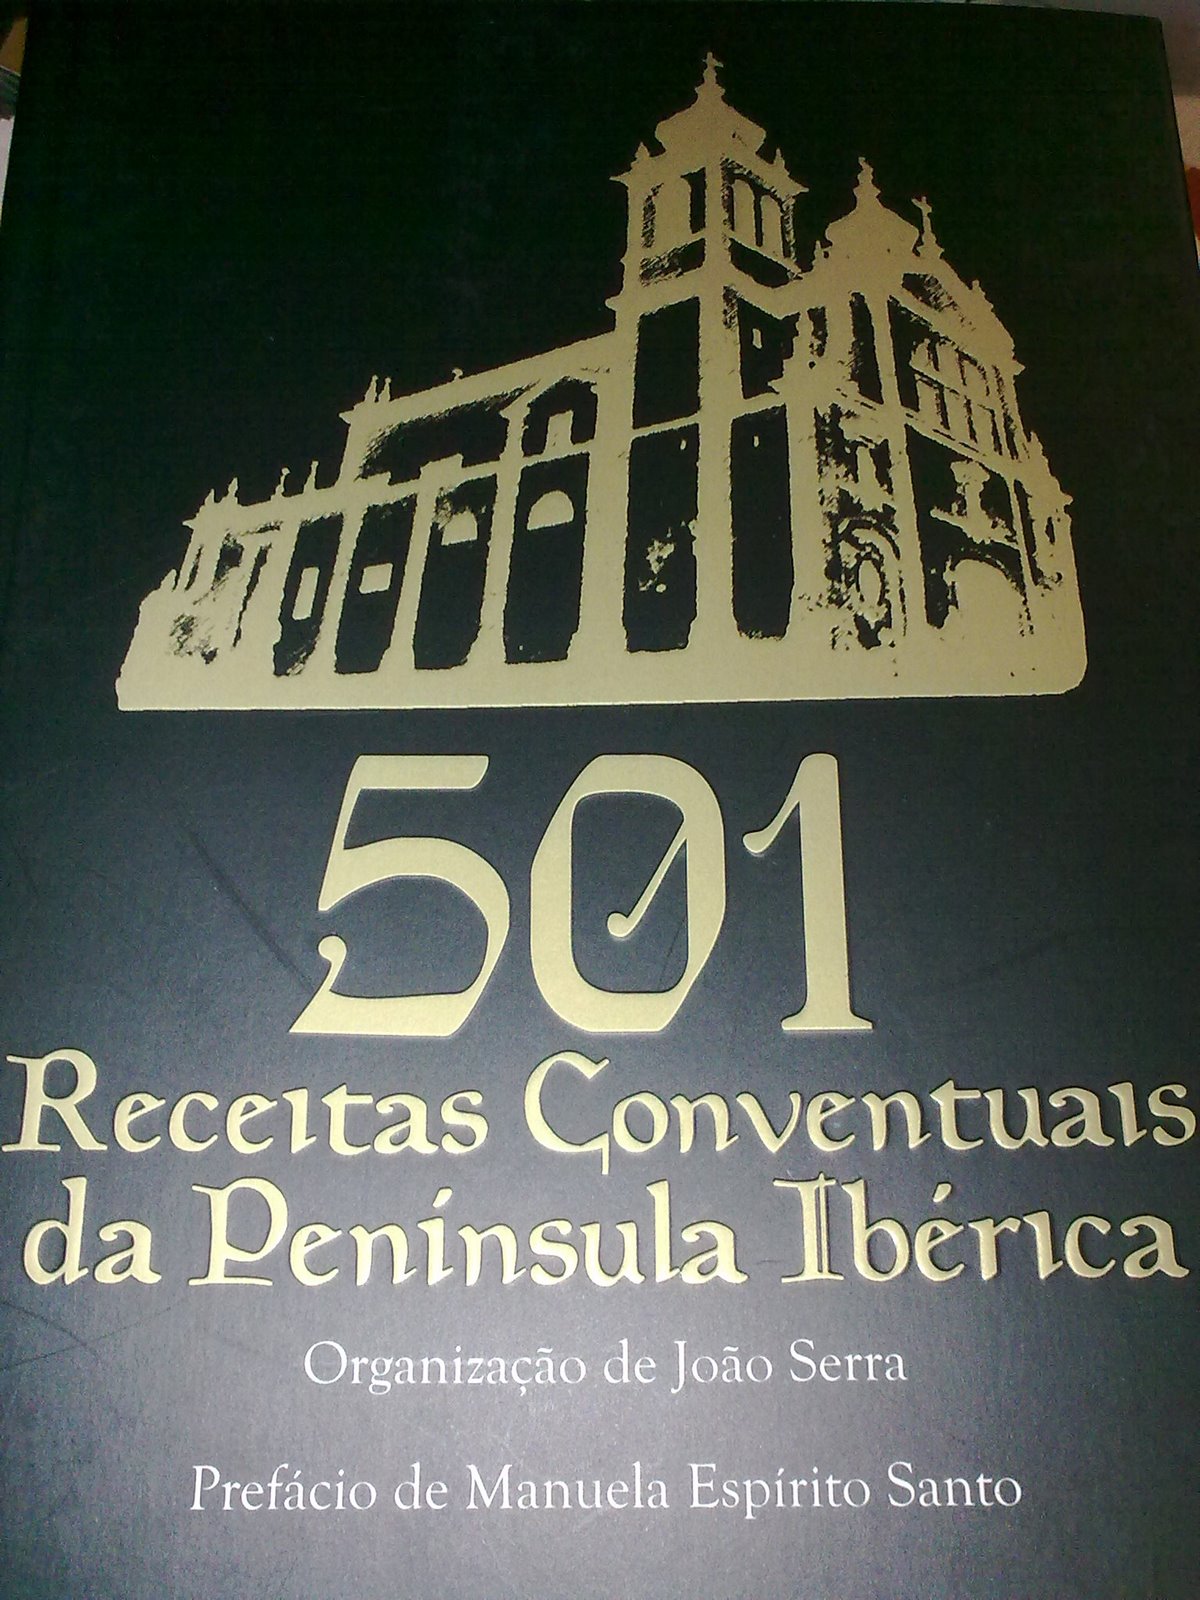 501
Receitas Conventuais
da Península Ibérica
Organização de João Serra
Prefácio de Manuela Espírito Santo